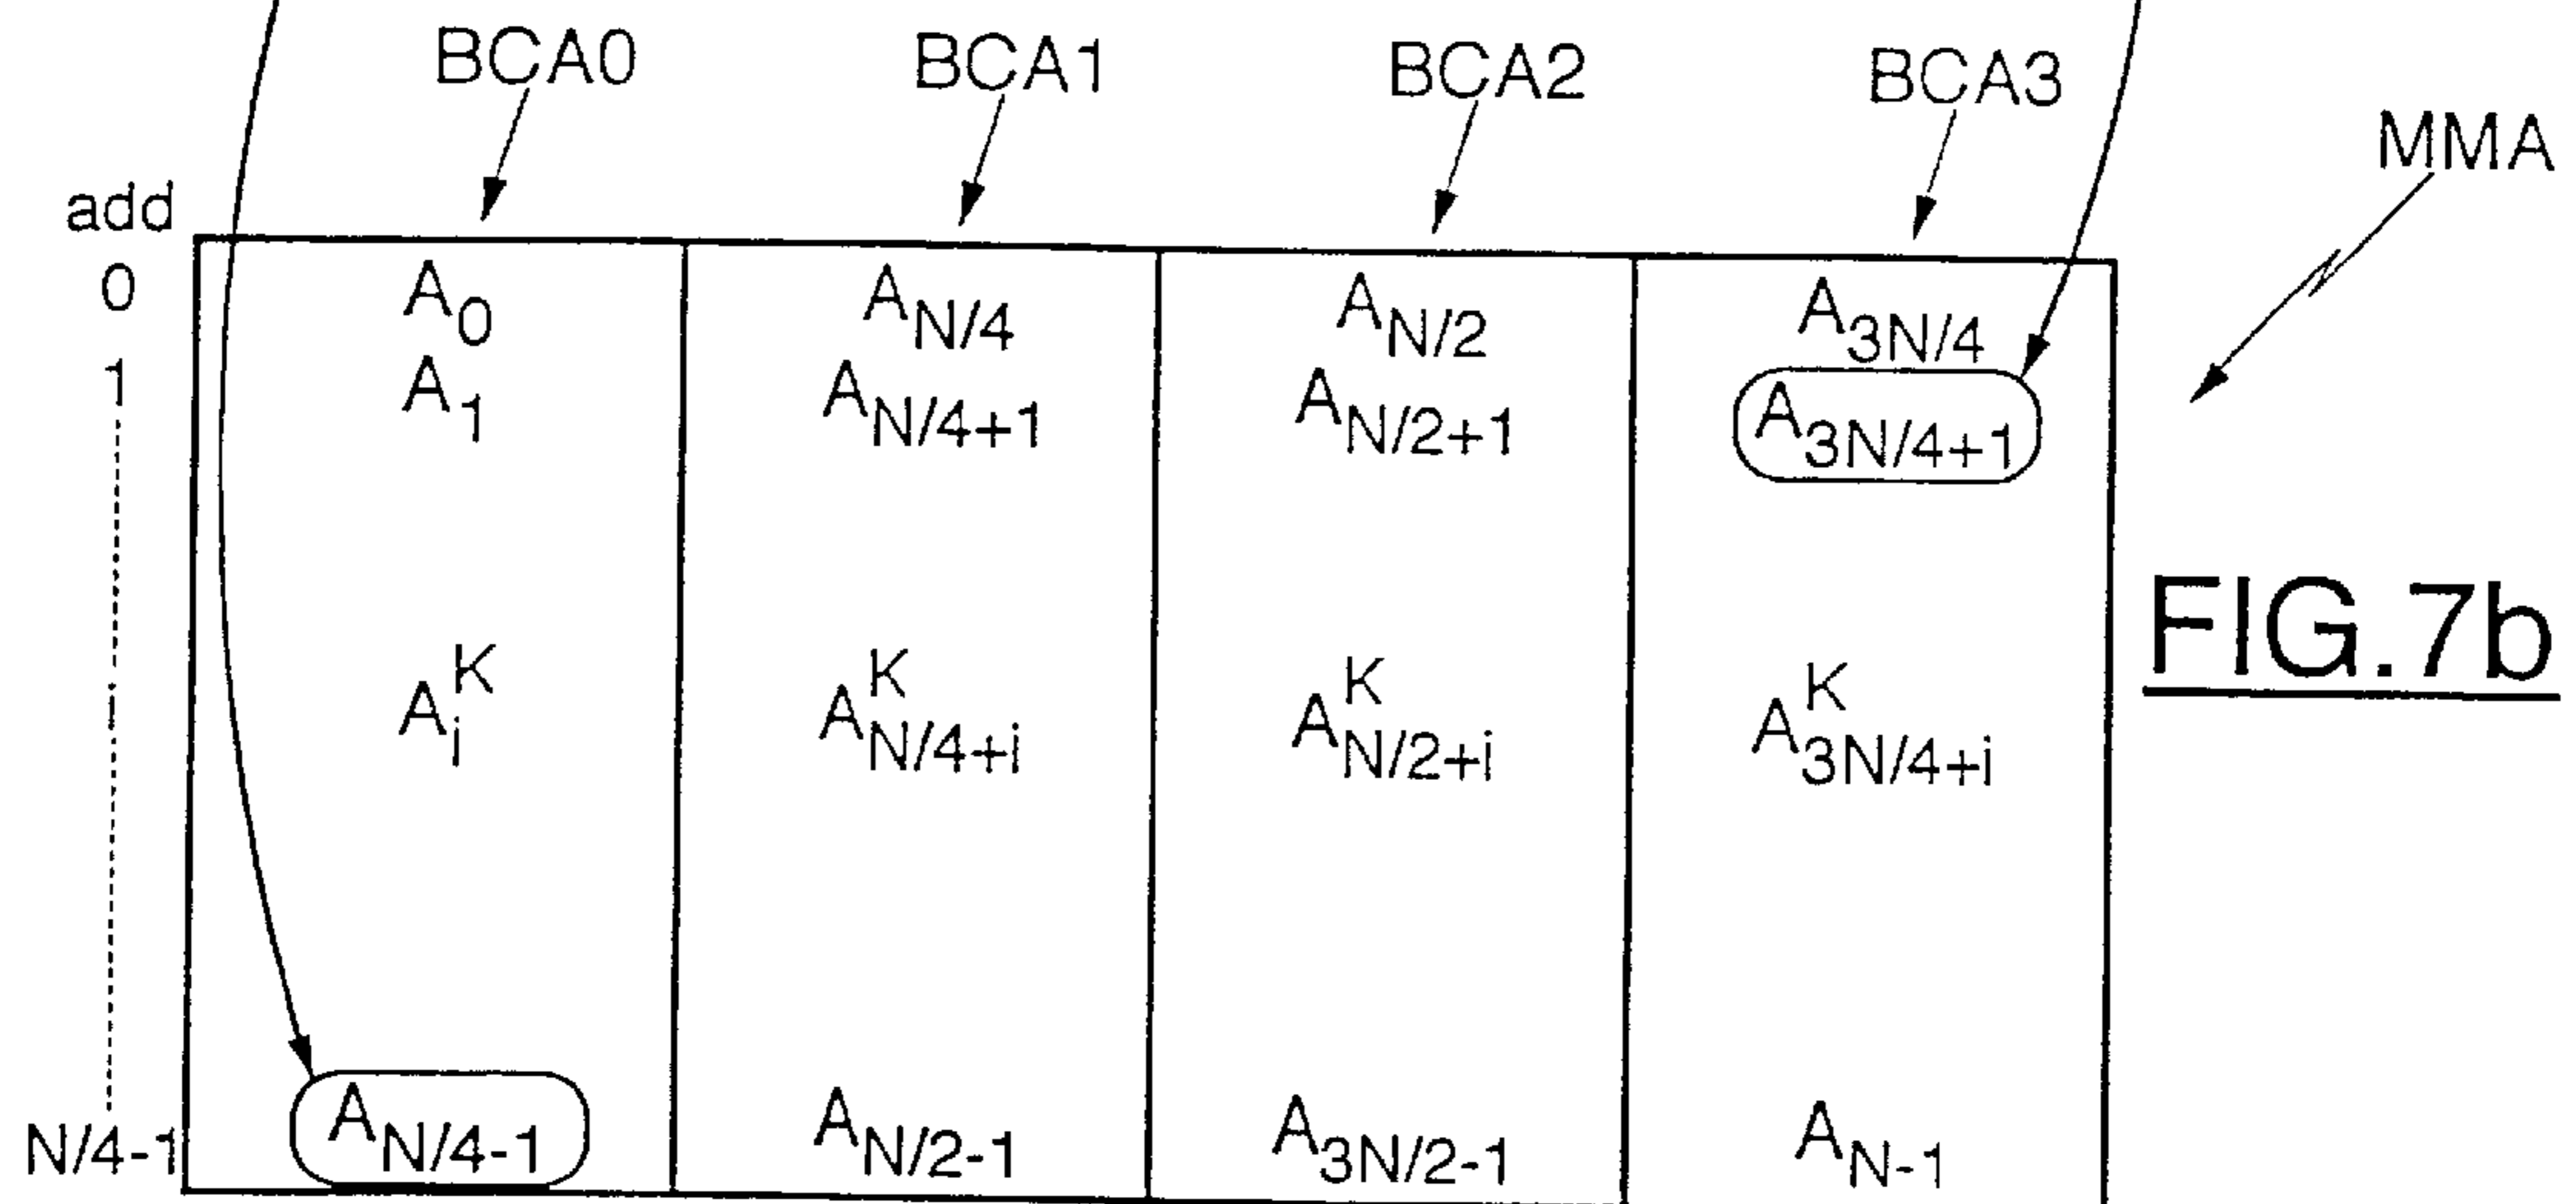 BCA0 BCA1 BCA2 BCA3
MMA
add
0 A0 AN/4 AN/2 A3N/4
1 A1 AN/4+1 AN/2+1 A3N/4+1
FIG.7b
AiK AN/4+iK AN/2+iK A3N/4+iK
N/4-1 AN/4-1 AN/2-1 A3N/2-1 AN-1